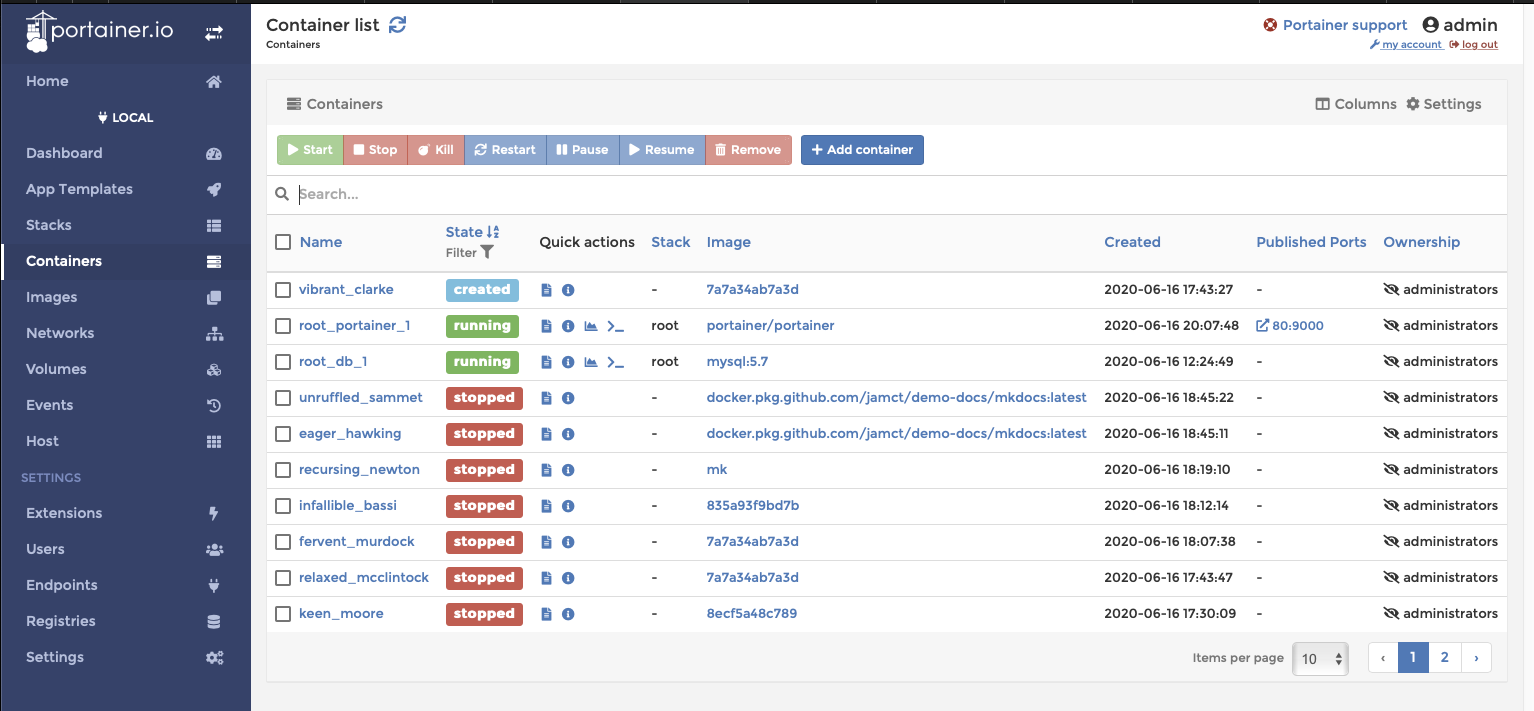 portainer.io
Container list
Containers
Portainer support admin
my account log out
Home
LOCAL
Dashboard
App Templates
Stacks
Containers
Images
Networks
Volumes
Events
Host
SETTINGS
Extensions
Users
Endpoints
Registries
Settings
Containers Columns Settings
Start Stop Kill Restart Pause Resume Remove Add container
Search...
Name State Filter Quick actions Stack Image Created Published Ports Ownership
vibrant_clarke created - 7a7a34ab7a3d 2020-06-16 17:43:27 - administrators
root_portainer_1 running root portainer/portainer 2020-06-16 20:07:48 80:9000 administrators
root_db_1 running root mysql:5.7 2020-06-16 12:24:49 - administrators
unruffled_sammet stopped - docker.pkg.github.com/jamct/demo-docs/mkdocs:latest 2020-06-16 18:45:22 - administrators
eager_hawking stopped - docker.pkg.github.com/jamct/demo-docs/mkdocs:latest 2020-06-16 18:45:11 - administrators
recursing_newton stopped - mk 2020-06-16 18:19:10 - administrators
infallible_bassi stopped - 835a93f9bd7b 2020-06-16 18:12:14 - administrators
fervent_murdock stopped - 7a7a34ab7a3d 2020-06-16 18:07:38 - administrators
relaxed_mcclintock stopped - 7a7a34ab7a3d 2020-06-16 17:43:47 - administrators
keen_moore stopped - 8ecf5a48c789 2020-06-16 17:30:09 - administrators
Items per page 10 ‹ 1 2 ›